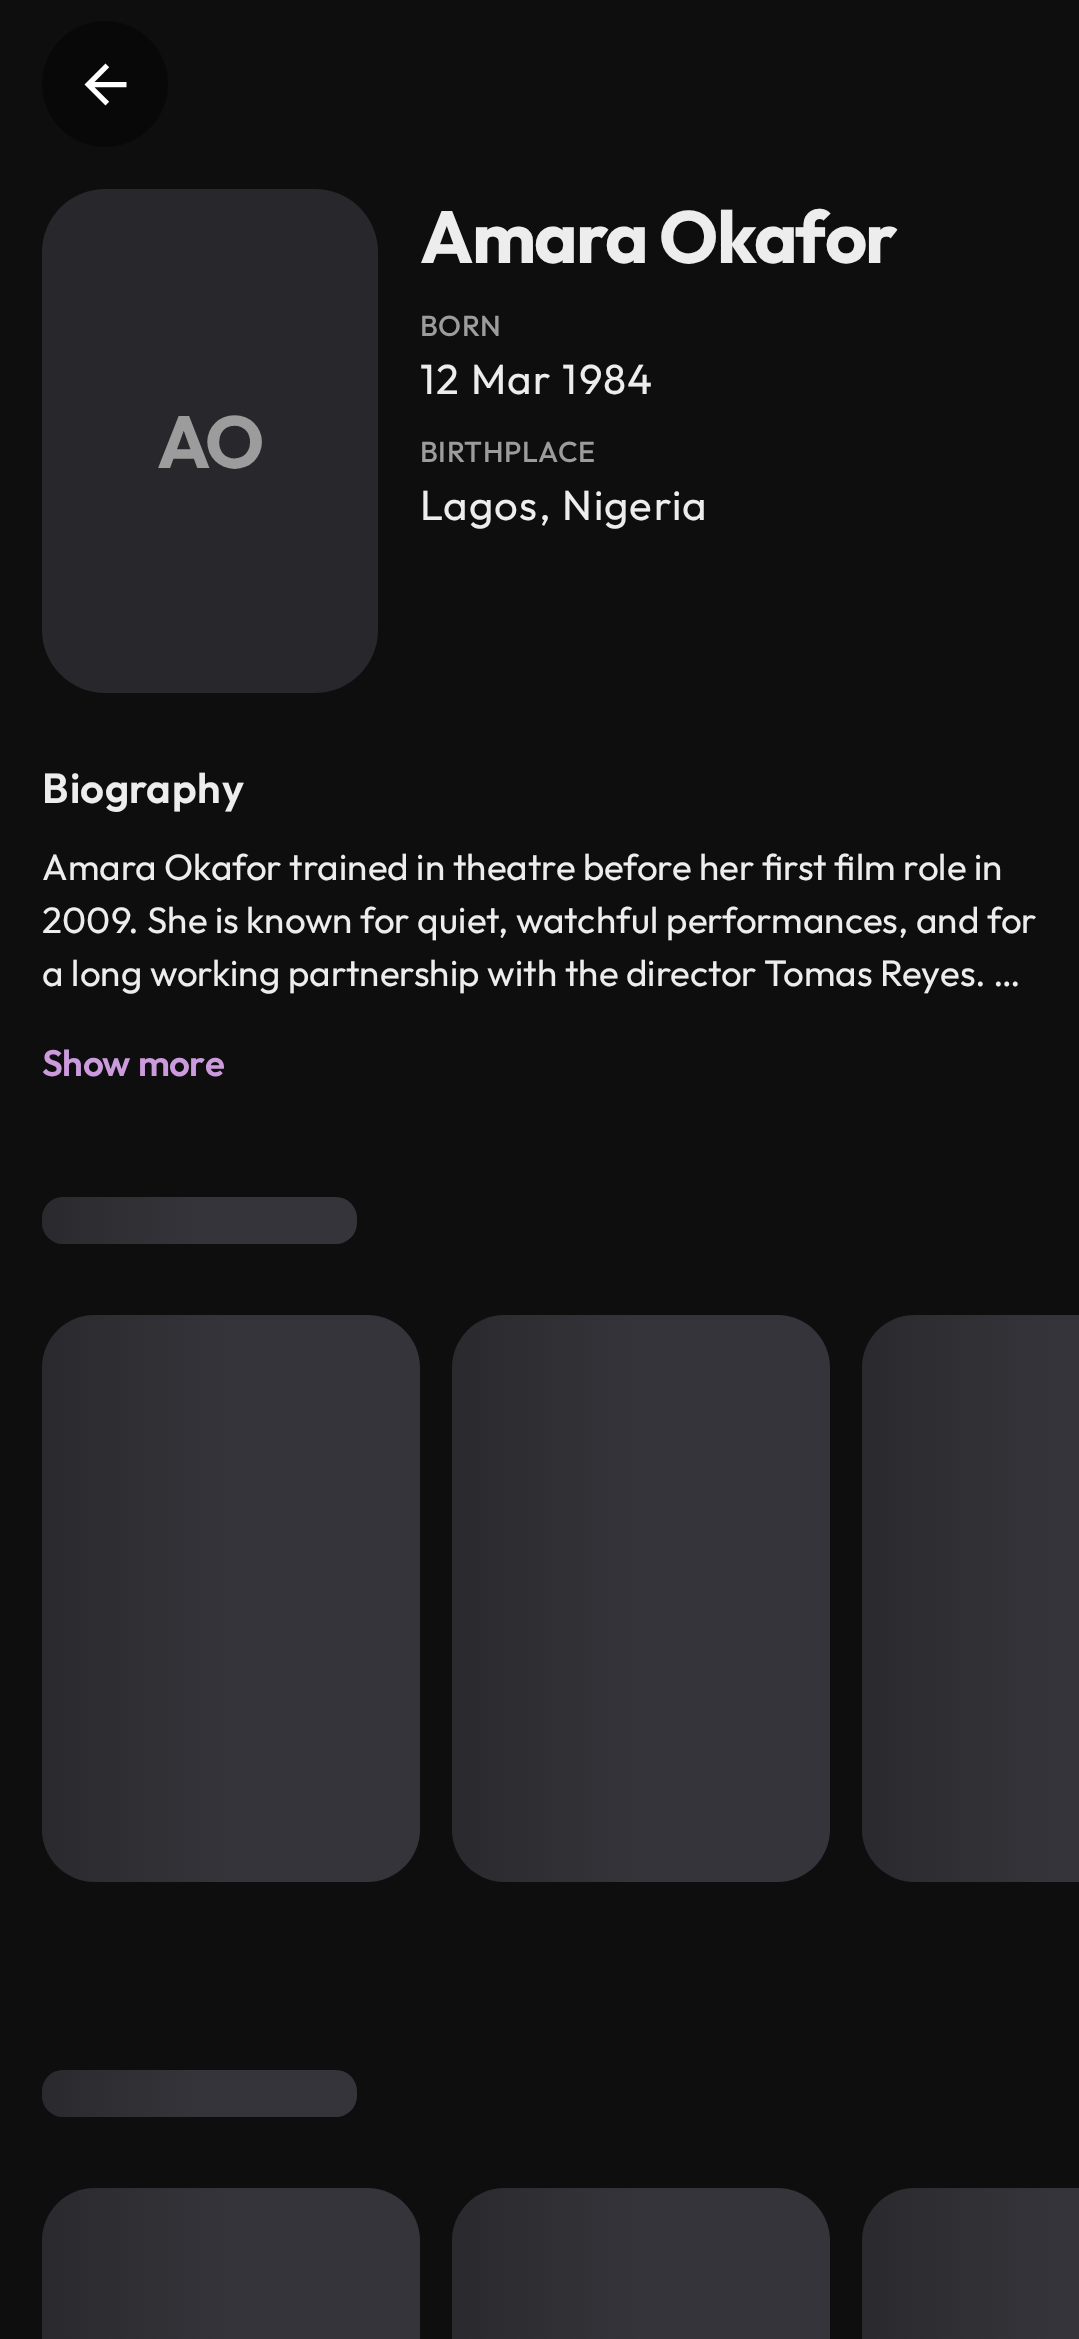 Amara Okafor
BORN
12 Mar 1984
BIRTHPLACE
Lagos, Nigeria
AO
Biography
Amara Okafor trained in theatre before her first film role in
2009. She is known for quiet, watchful performances, and for
a long working partnership with the director Tomas Reyes. ...
Show more